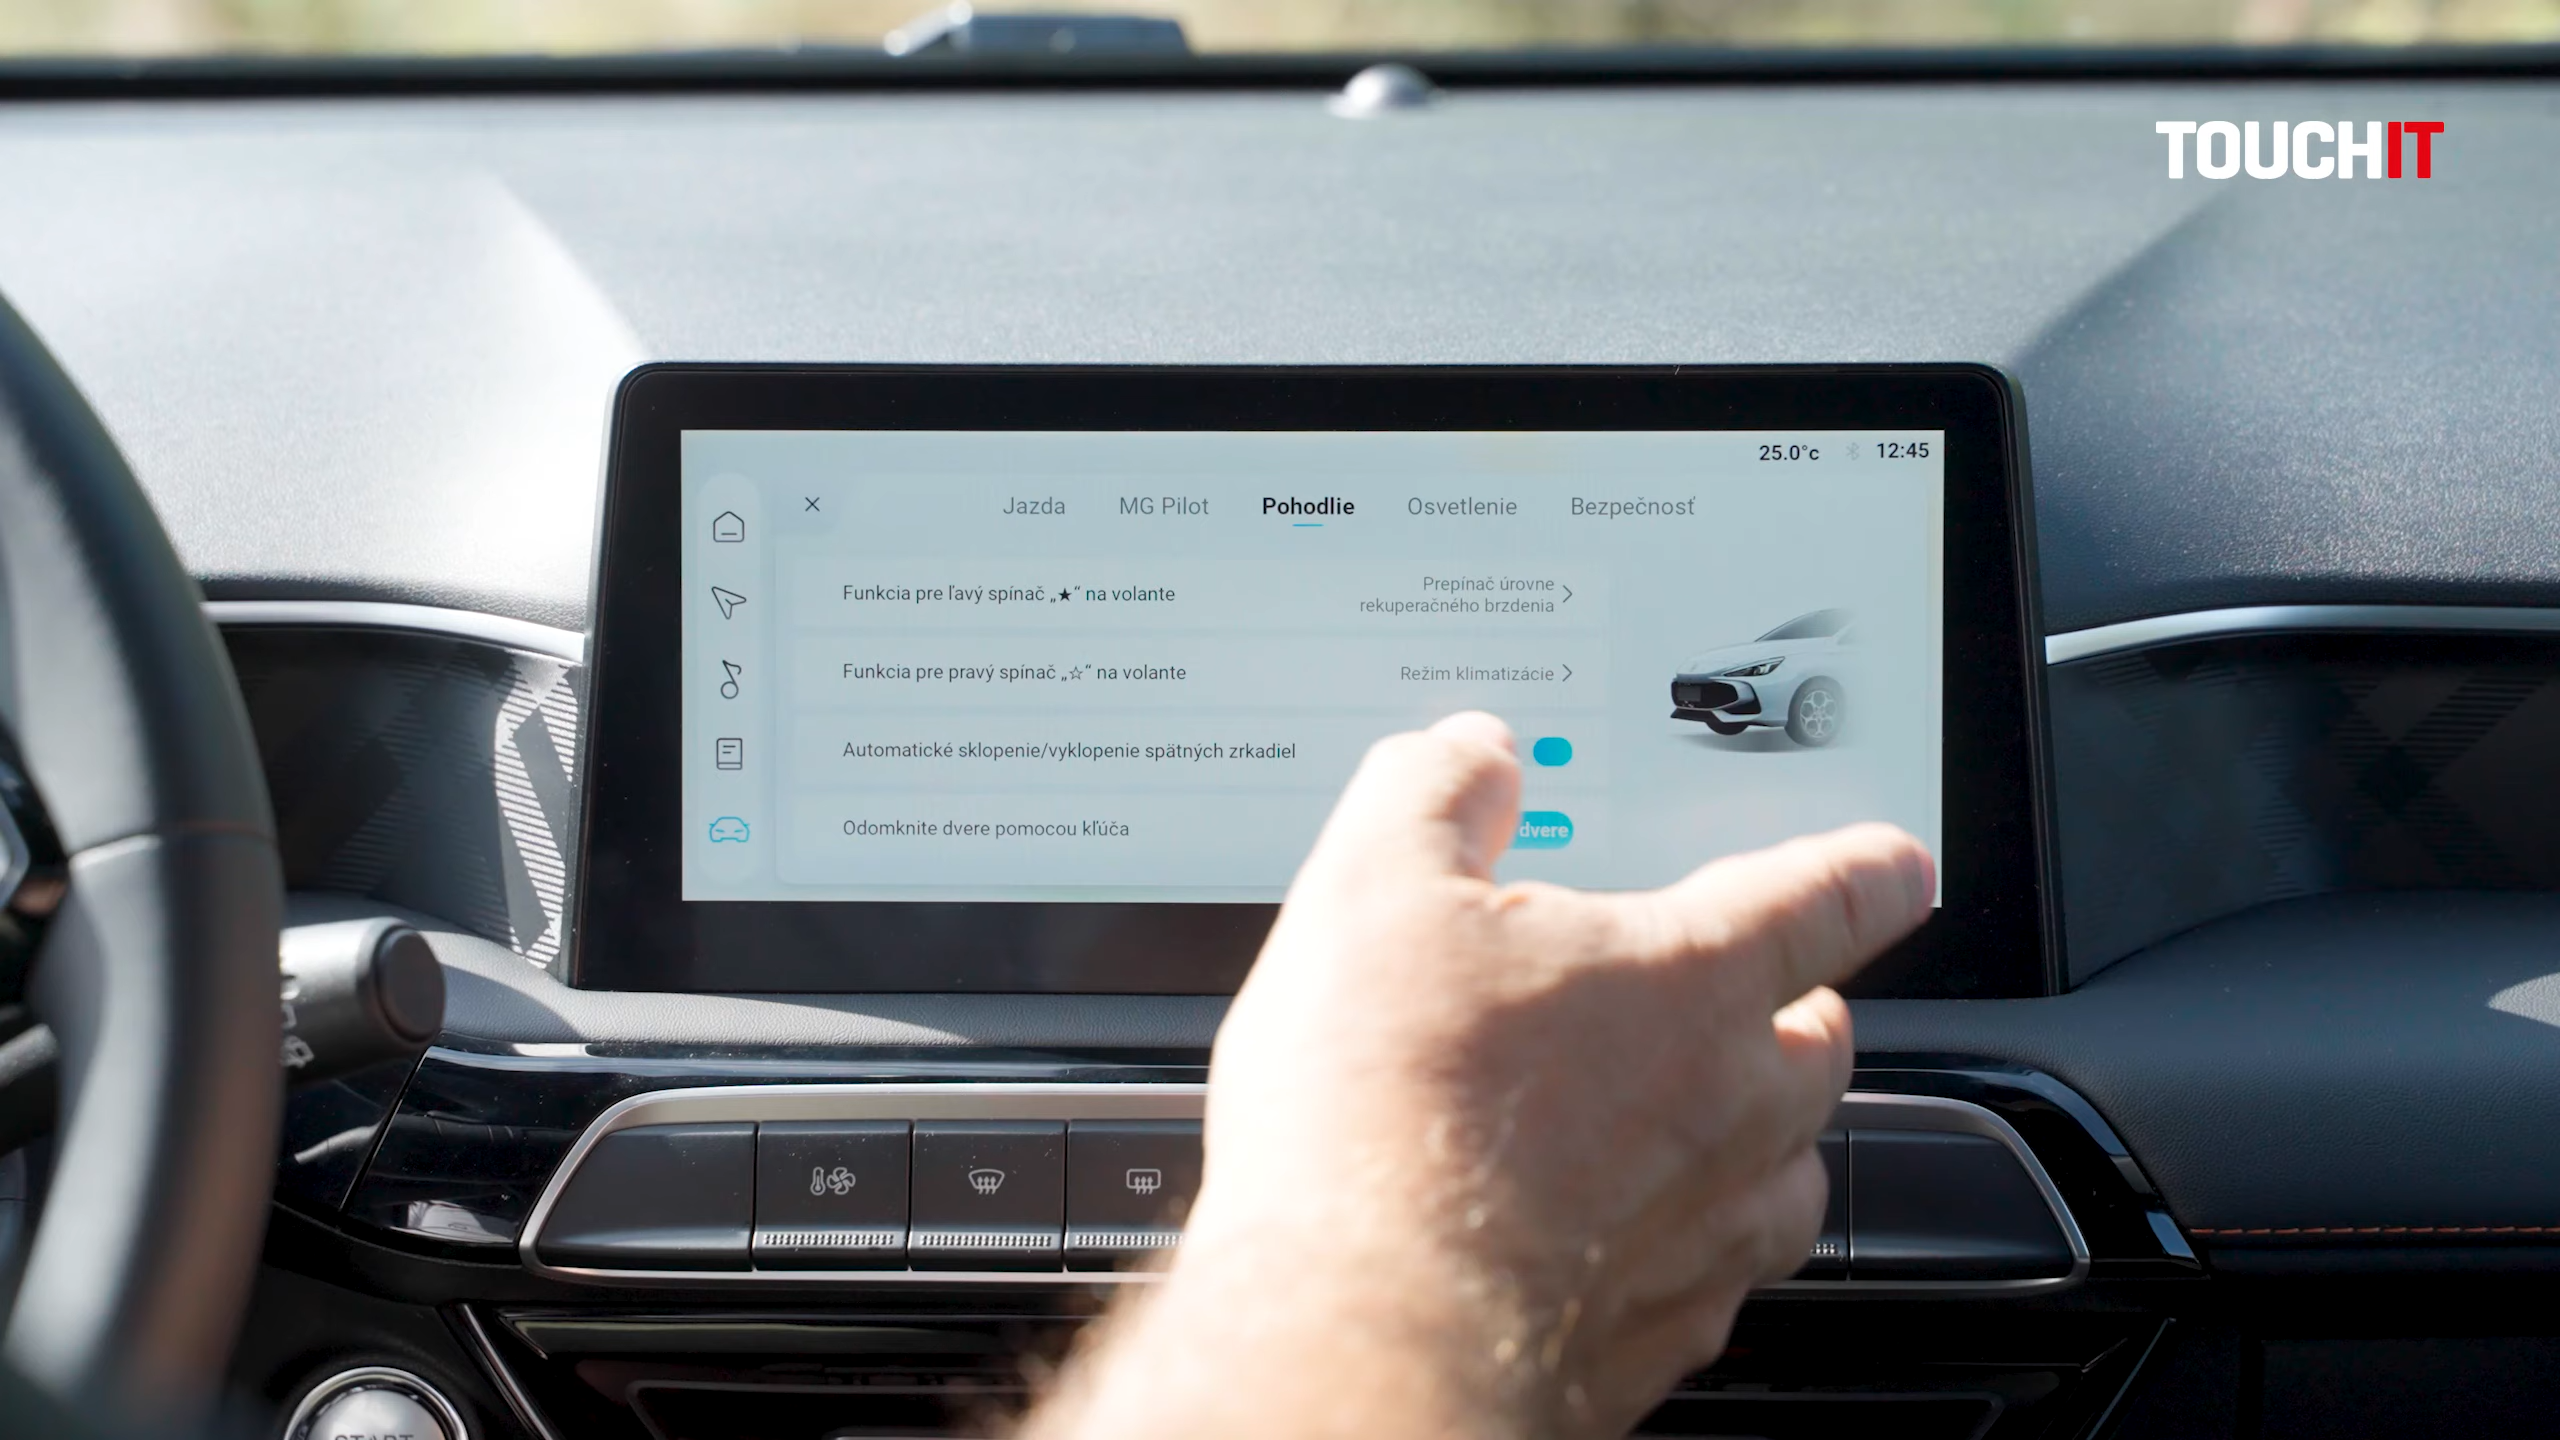 TOUCHIT
25.0°c 12:45
Jazda MG Pilot Pohodlie Osvetlenie Bezpečnosť
Funkcia pre ľavý spínač „★“ na volante
Prepínač úrovne
rekuperačného brzdenia
Funkcia pre pravý spínač „☆“ na volante
Režim klimatizácie
Automatické sklopenie/vyklopenie spätných zrkadiel
Odomknite dvere pomocou kľúča
dvere
START